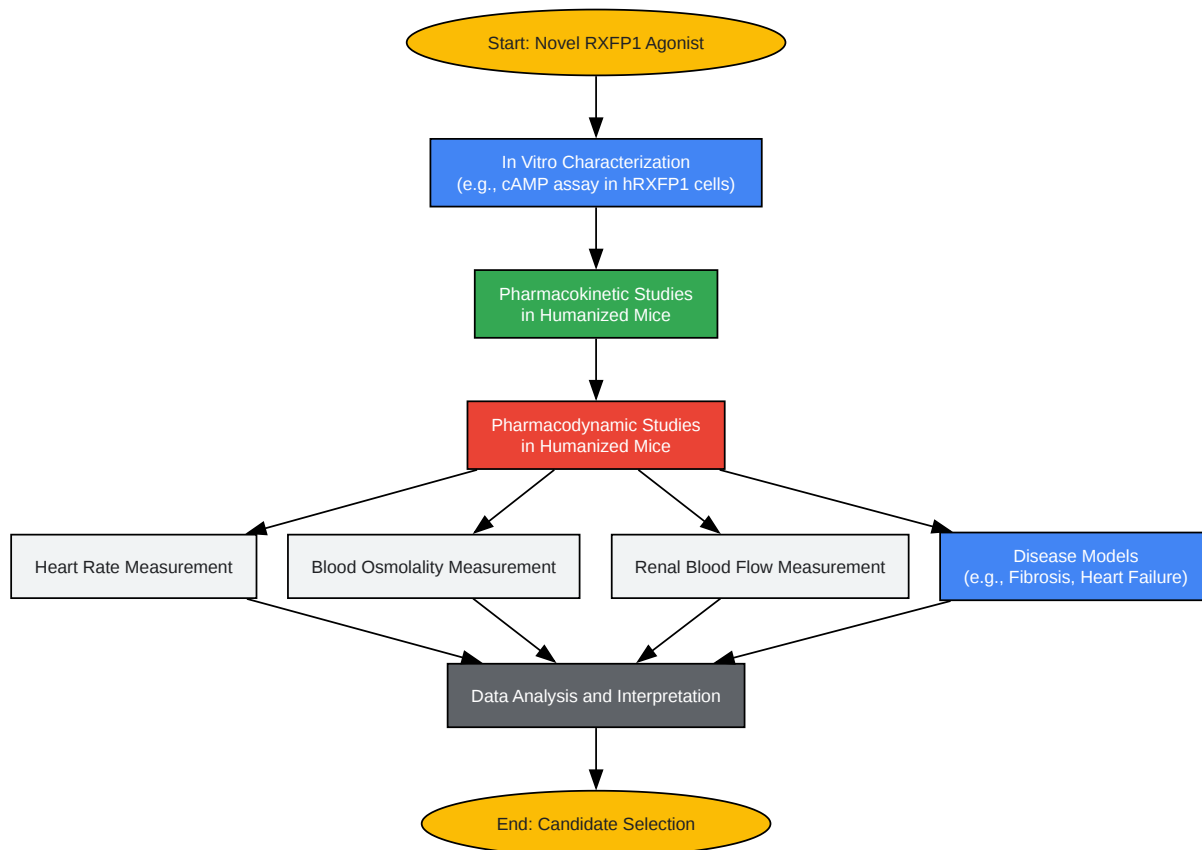 Start: Novel RXFP1 Agonist
In Vitro Characterization
(e.g., cAMP assay in hRXFP1 cells)
Pharmacokinetic Studies
in Humanized Mice
Pharmacodynamic Studies
in Humanized Mice
Heart Rate Measurement
Blood Osmolality Measurement
Renal Blood Flow Measurement
Disease Models
(e.g., Fibrosis, Heart Failure)
Data Analysis and Interpretation
End: Candidate Selection